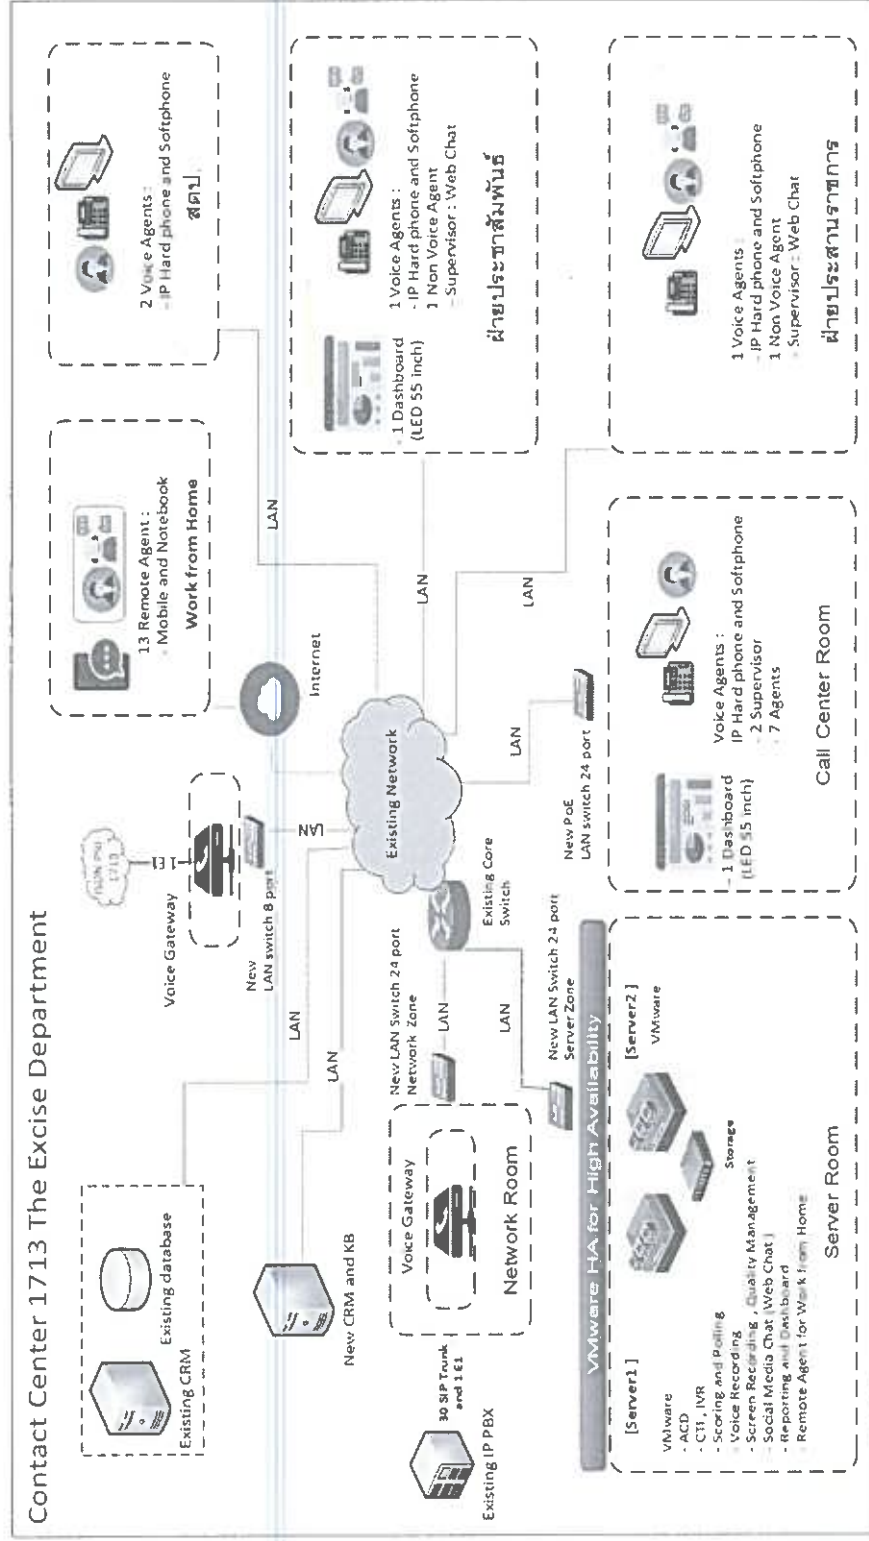 Contact Center 1713 The Excise Department
Existing CRM
Existing database
New CRM and KB
Existing IP PBX
30 SIP Trunk
and 1 E1
Voice Gateway
Network Room
New LAN Switch 24 port
Network Zone
LAN
LAN
LAN
LAN
New LAN Switch 24 port
Server Zone
Existing Core
Switch
Voice Gateway
1 E1
New
LAN switch 8 port
LAN
Existing Network
Internet
13 Remote Agent :
- Mobile and Notebook
Work from Home
2 Voice Agents :
- IP Hard phone and Softphone
สตป.
LAN
- 1 Dashboard
(LED 55 inch)
1 Voice Agents :
- IP Hard phone and Softphone
1 Non Voice Agent
- Supervisor : Web Chat
ฝ่ายประชาสัมพันธ์
LAN
LAN
1 Voice Agents :
- IP Hard phone and Softphone
1 Non Voice Agent
- Supervisor : Web Chat
ฝ่ายประสานราชการ
LAN
New PoE
LAN switch 24 port
- 1 Dashboard
(LED 55 inch)
Voice Agents :
IP Hard phone and Softphone
- 2 Supervisor
- 7 Agents
Call Center Room
VMware HA for High Availability
[Server1]
[Server2]
VMware
VMware
- ACD
- CTI, IVR
- Scoring and Polling
- Voice Recording
- Screen Recording , Quality Management
- Social Media Chat (Web Chat)
- Reporting and Dashboard
- Remote Agent for Work from Home
Storage
Server Room